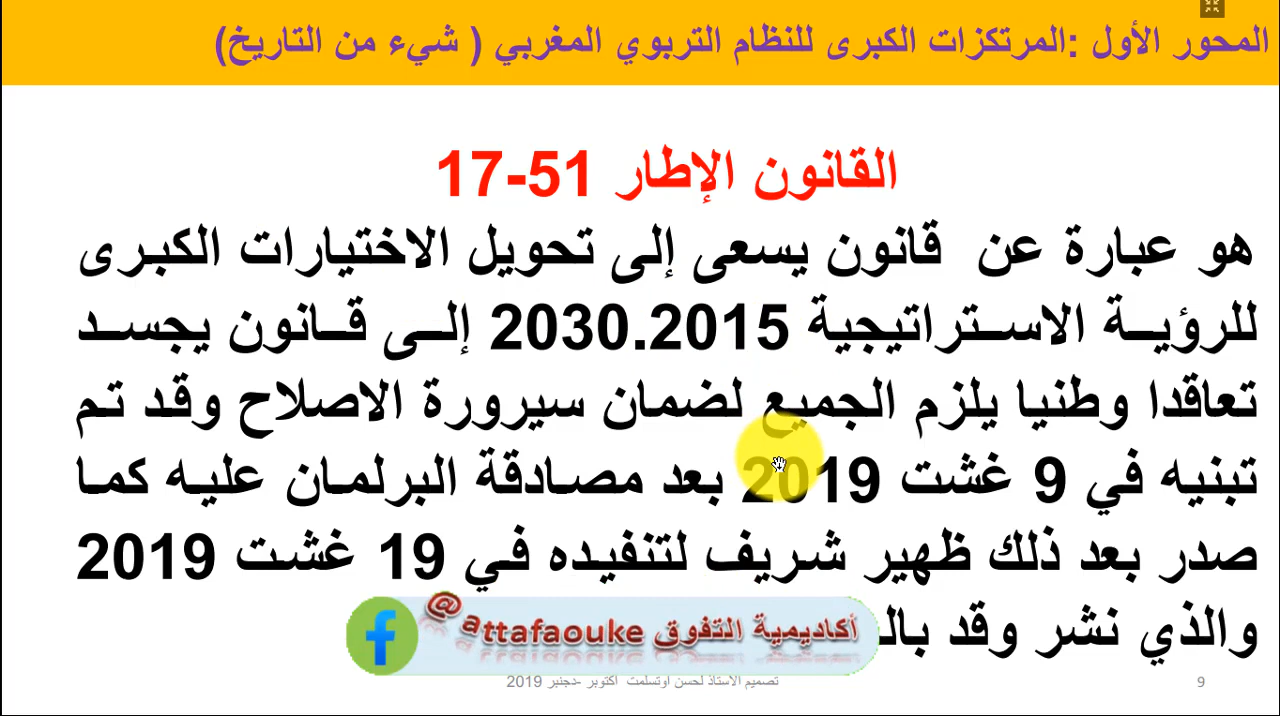 المحور الأول :المرتكزات الكبرى للنظام التربوي المغربي ( شيء من التاريخ)
القانون الإطار 51-17
هو عبارة عن قانون يسعى إلى تحويل الاختيارات الكبرى
للرؤية الاستراتيجية 2030.2015 إلى قانون يجسد
تعاقدا وطنيا يلزم الجميع لضمان سيرورة الاصلاح وقد تم
تبنيه في 9 غشت 2019 بعد مصادقة البرلمان عليه كما
صدر بعد ذلك ظهير شريف لتنفيده في 19 غشت 2019
والذي نشر وقد
@attafaouke أكاديمية التفوق
تصميم الاستاذ لحسن اوتسلمت اكتوبر -دجنبر 2019
9